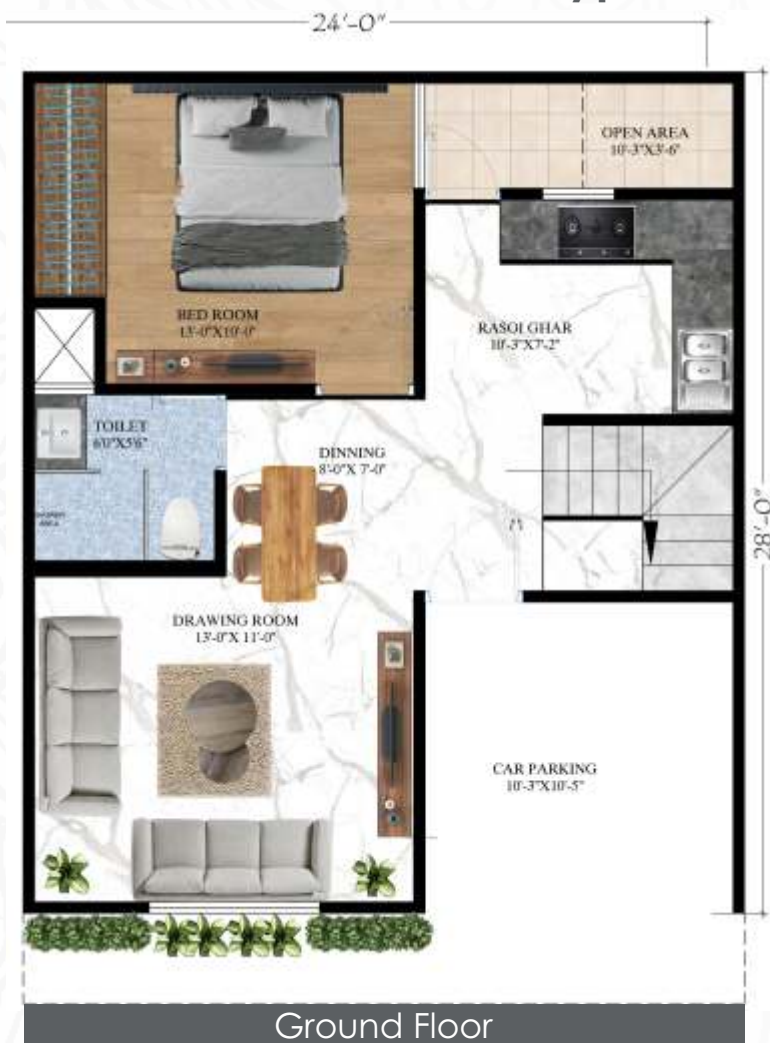 24'-0"
OPEN AREA
10'-3"X3'-6"
BED ROOM
13'-0"X10'-0"
RASOI GHAR
10'-3"X7'-2"
TOILET
6'0"X5'6"
DINNING
8'-0"X 7'-0"
28'-0"
DRAWING ROOM
13'-0"X 11'-0"
CAR PARKING
10'-3"X10'-5"
Ground Floor